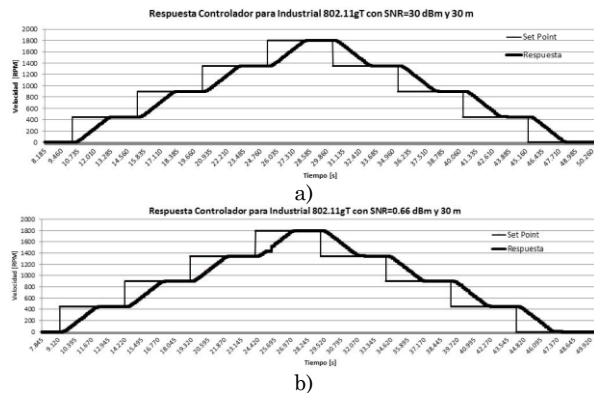 Respuesta Controlador para Industrial 802.11gT con SNR=30 dBm y 30 m
Velocidad [RPM]
2000
1800
1600
1400
1200
1000
800
600
400
200
0
Set Point
Respuesta
8.185 9.460 10.735 12.010 13.285 14.560 15.835 17.110 18.385 19.660 20.935 22.210 23.485 24.760 26.035 27.310 28.585 29.860 31.135 32.410 33.685 34.960 36.235 37.510 38.785 40.060 41.335 42.610 43.885 45.160 46.435 47.710 48.985 50.260
Tiempo [s]
a)
Respuesta Controlador para Industrial 802.11gT con SNR=0.66 dBm y 30 m
Velocidad [RPM]
2000
1800
1600
1400
1200
1000
800
600
400
200
0
Set Point
Respuesta
7.845 9.320 10.395 11.670 12.945 14.220 15.495 16.770 18.045 19.320 20.595 21.870 23.145 24.420 25.695 26.970 28.245 29.520 30.795 32.070 33.345 34.620 35.895 37.170 38.445 39.720 40.995 42.270 43.545 44.820 46.095 47.370 48.645 49.920
Tiempo [s]
b)